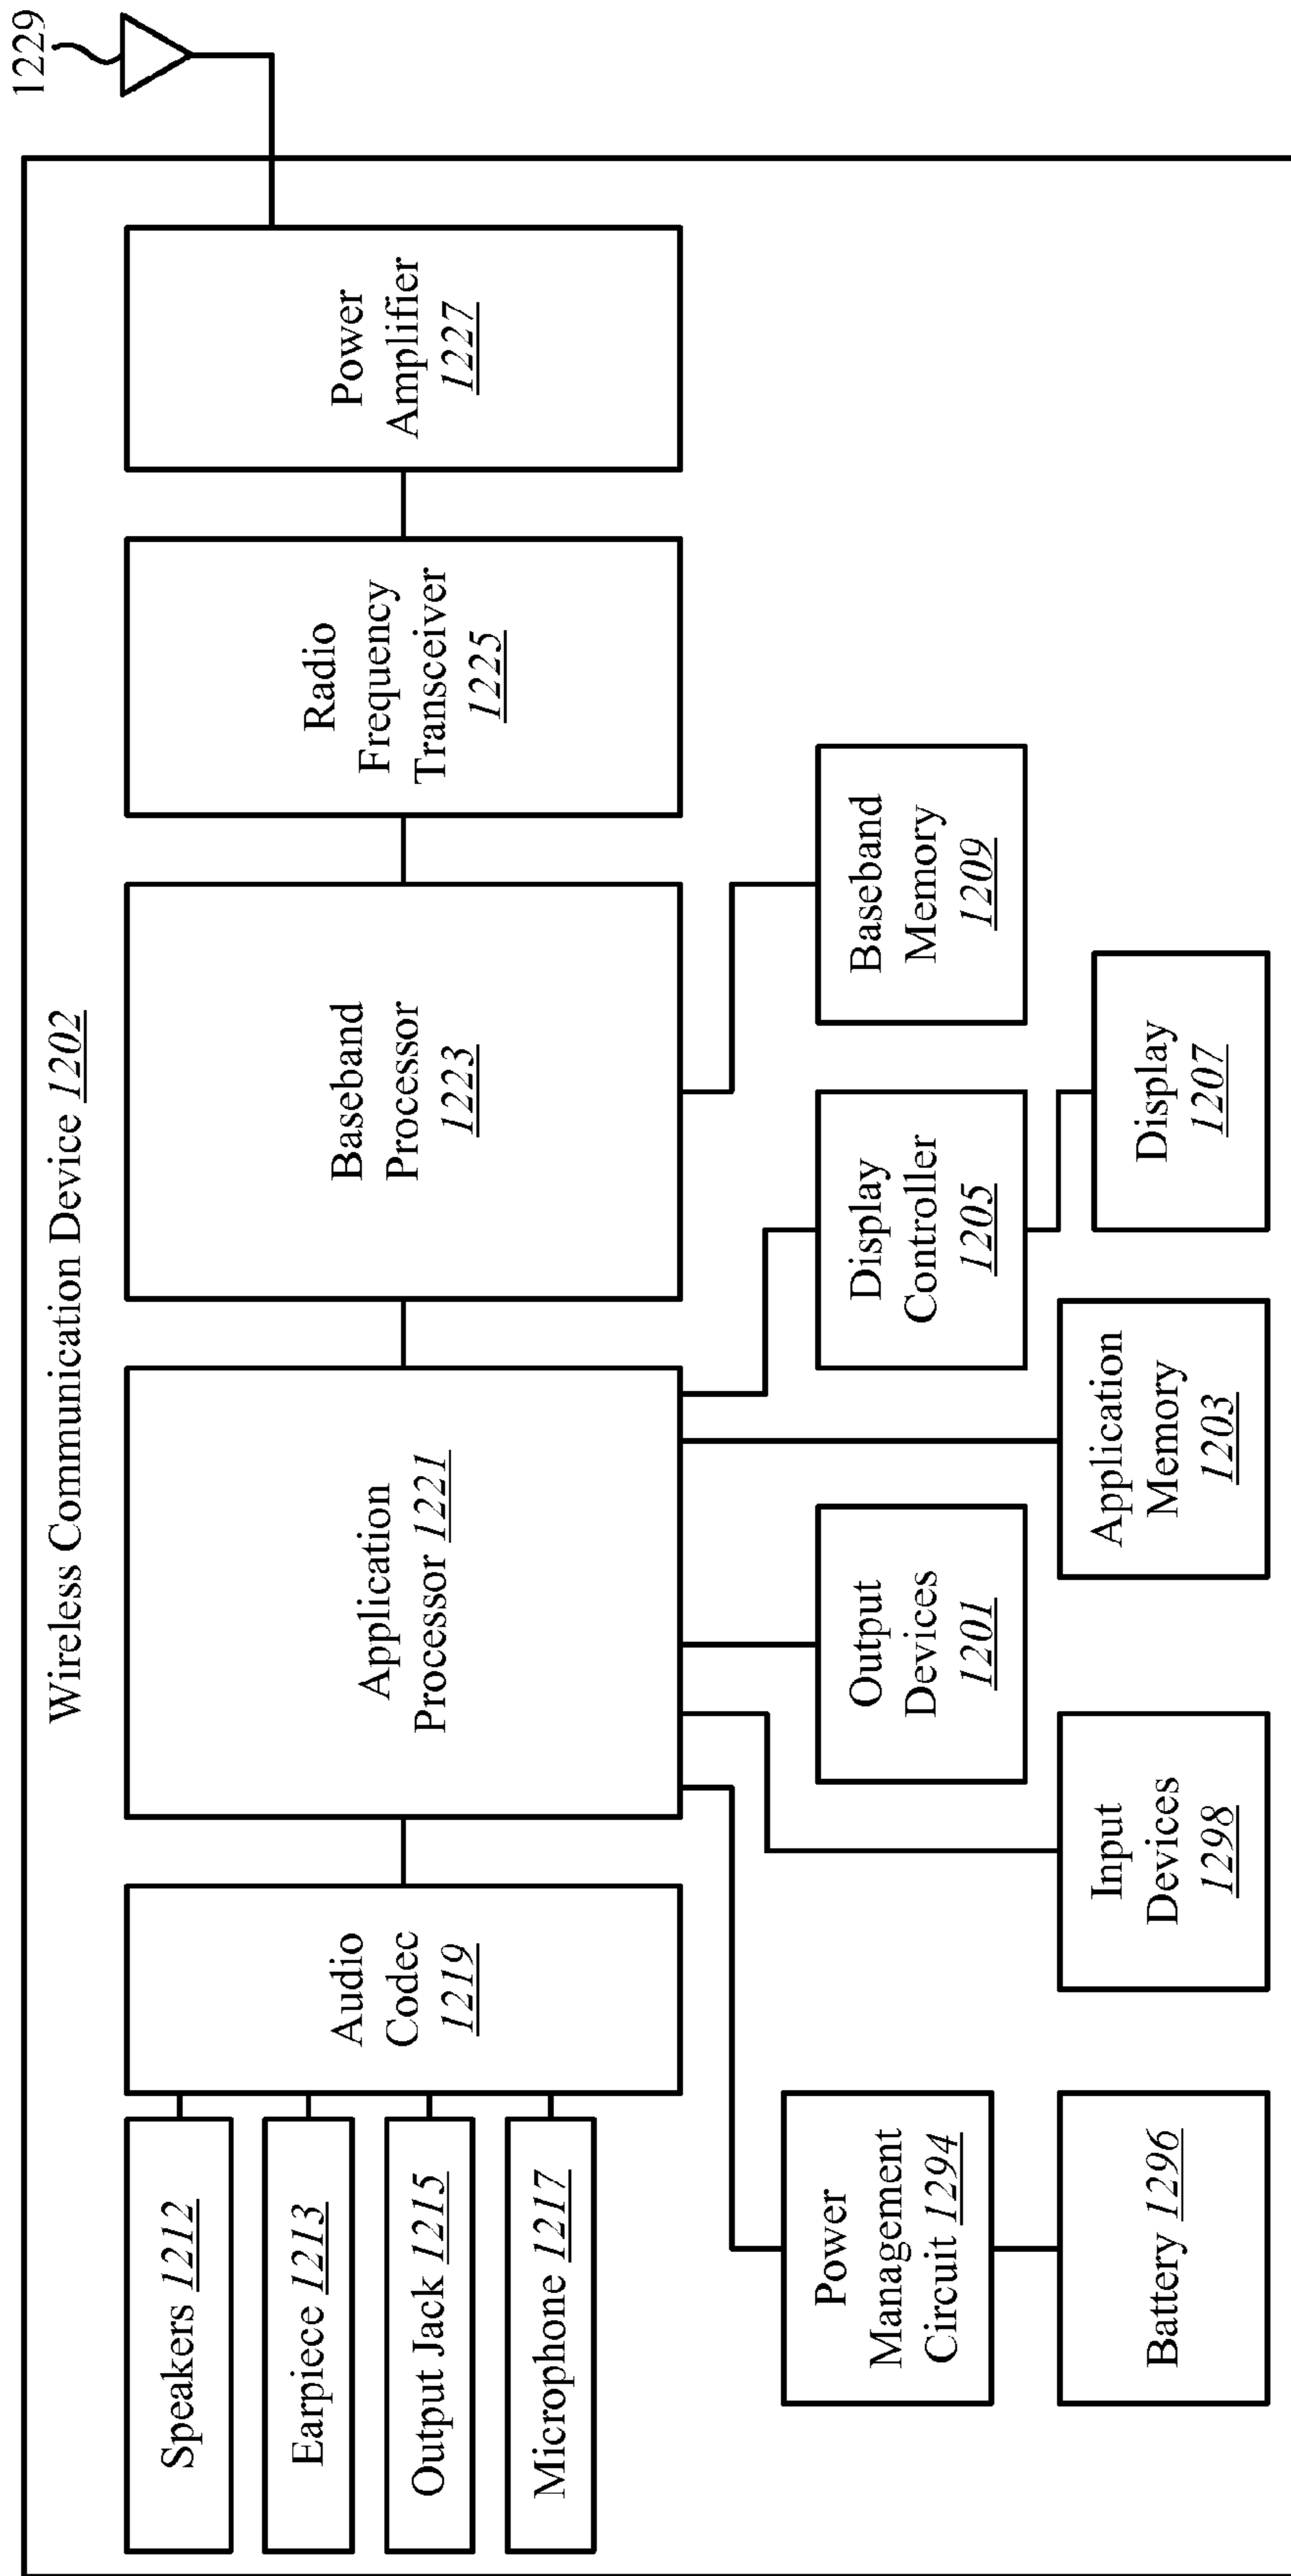 Wireless Communication Device 1202
1229
Speakers 1212
Earpiece 1213
Output Jack 1215
Microphone 1217
Audio
Codec
1219
Application
Processor 1221
Baseband
Processor
1223
Radio
Frequency
Transceiver
1225
Power
Amplifier
1227
Power
Management
Circuit 1294
Battery 1296
Input
Devices
1298
Output
Devices
1201
Application
Memory
1203
Display
Controller
1205
Display
1207
Baseband
Memory
1209